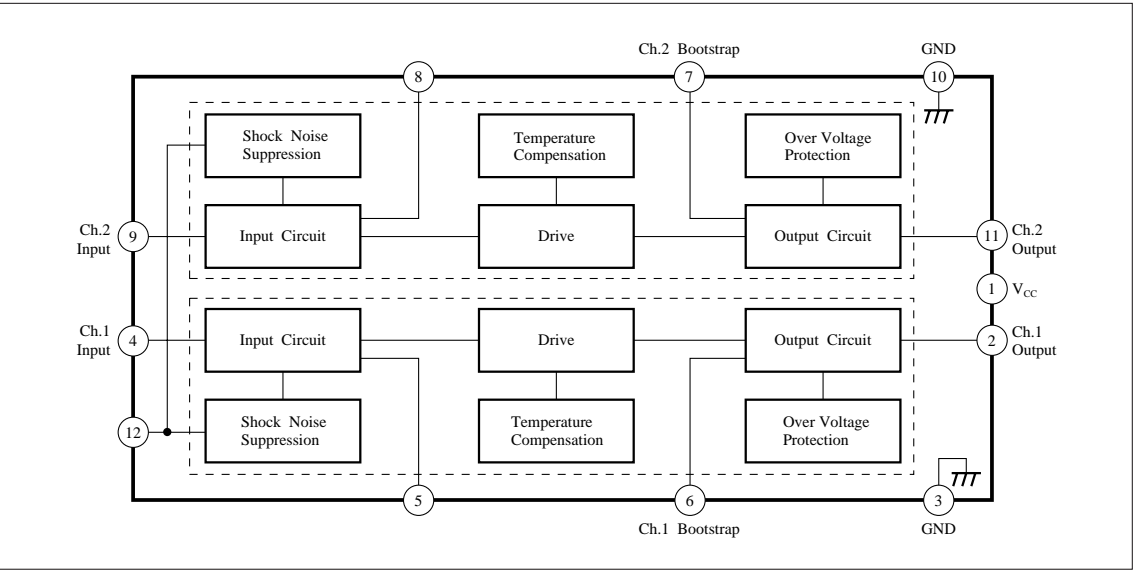 Ch.2 Bootstrap
GND
8
7
10
Shock Noise
Suppression
Temperature
Compensation
Over Voltage
Protection
Ch.2
Input
9
Input Circuit
Drive
Output Circuit
11
Ch.2
Output
1
VCC
Ch.1
Input
4
Input Circuit
Drive
Output Circuit
2
Ch.1
Output
12
Shock Noise
Suppression
Temperature
Compensation
Over Voltage
Protection
5
6
3
Ch.1 Bootstrap
GND